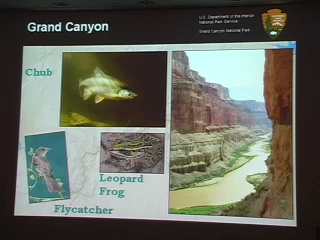 Grand Canyon
U.S. Department of the Interior
National Park Service
Grand Canyon National Park
Chub
Leopard
Frog
Flycatcher